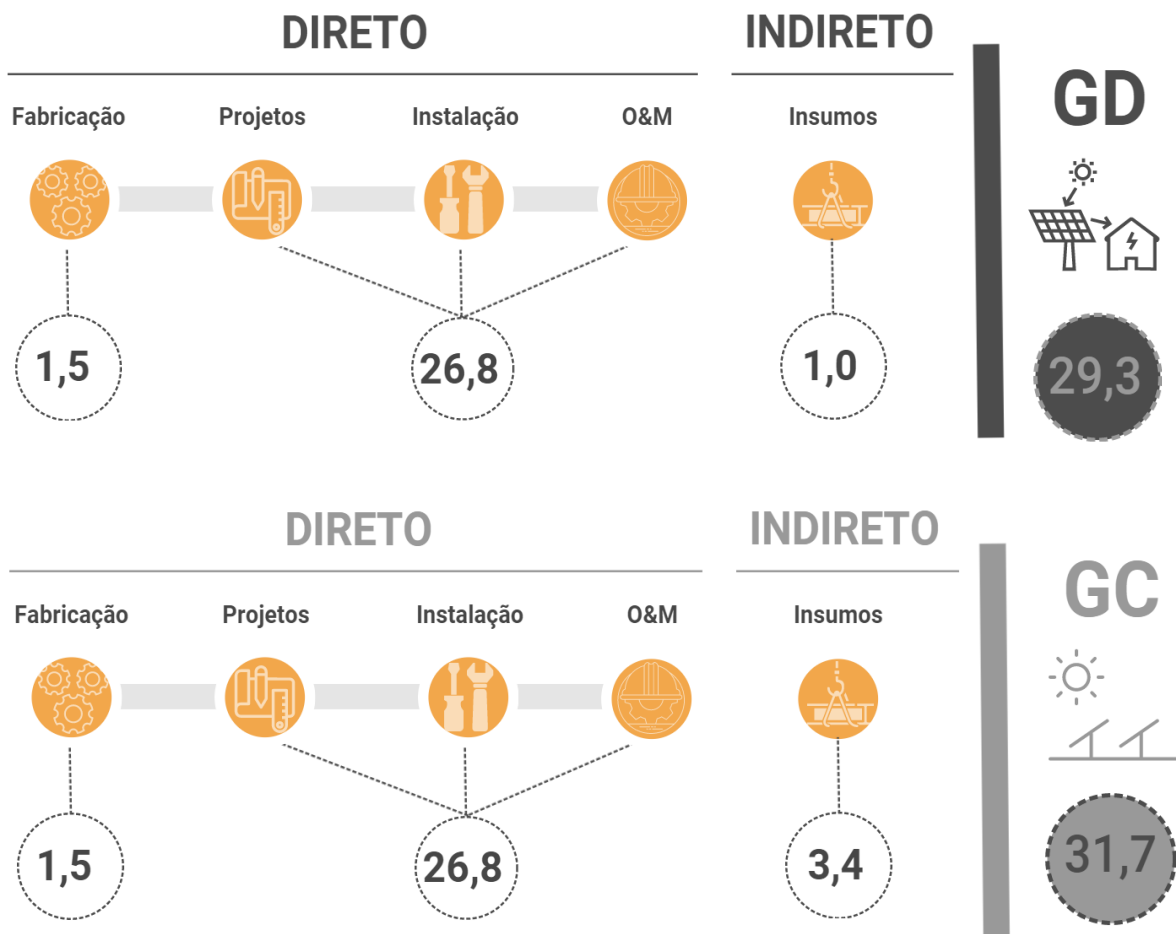 DIRETO
INDIRETO
GD
Fabricação
Projetos
Instalação
O&M
Insumos
1,5
26,8
1,0
29,3
DIRETO
INDIRETO
GC
Fabricação
Projetos
Instalação
O&M
Insumos
1,5
26,8
3,4
31,7